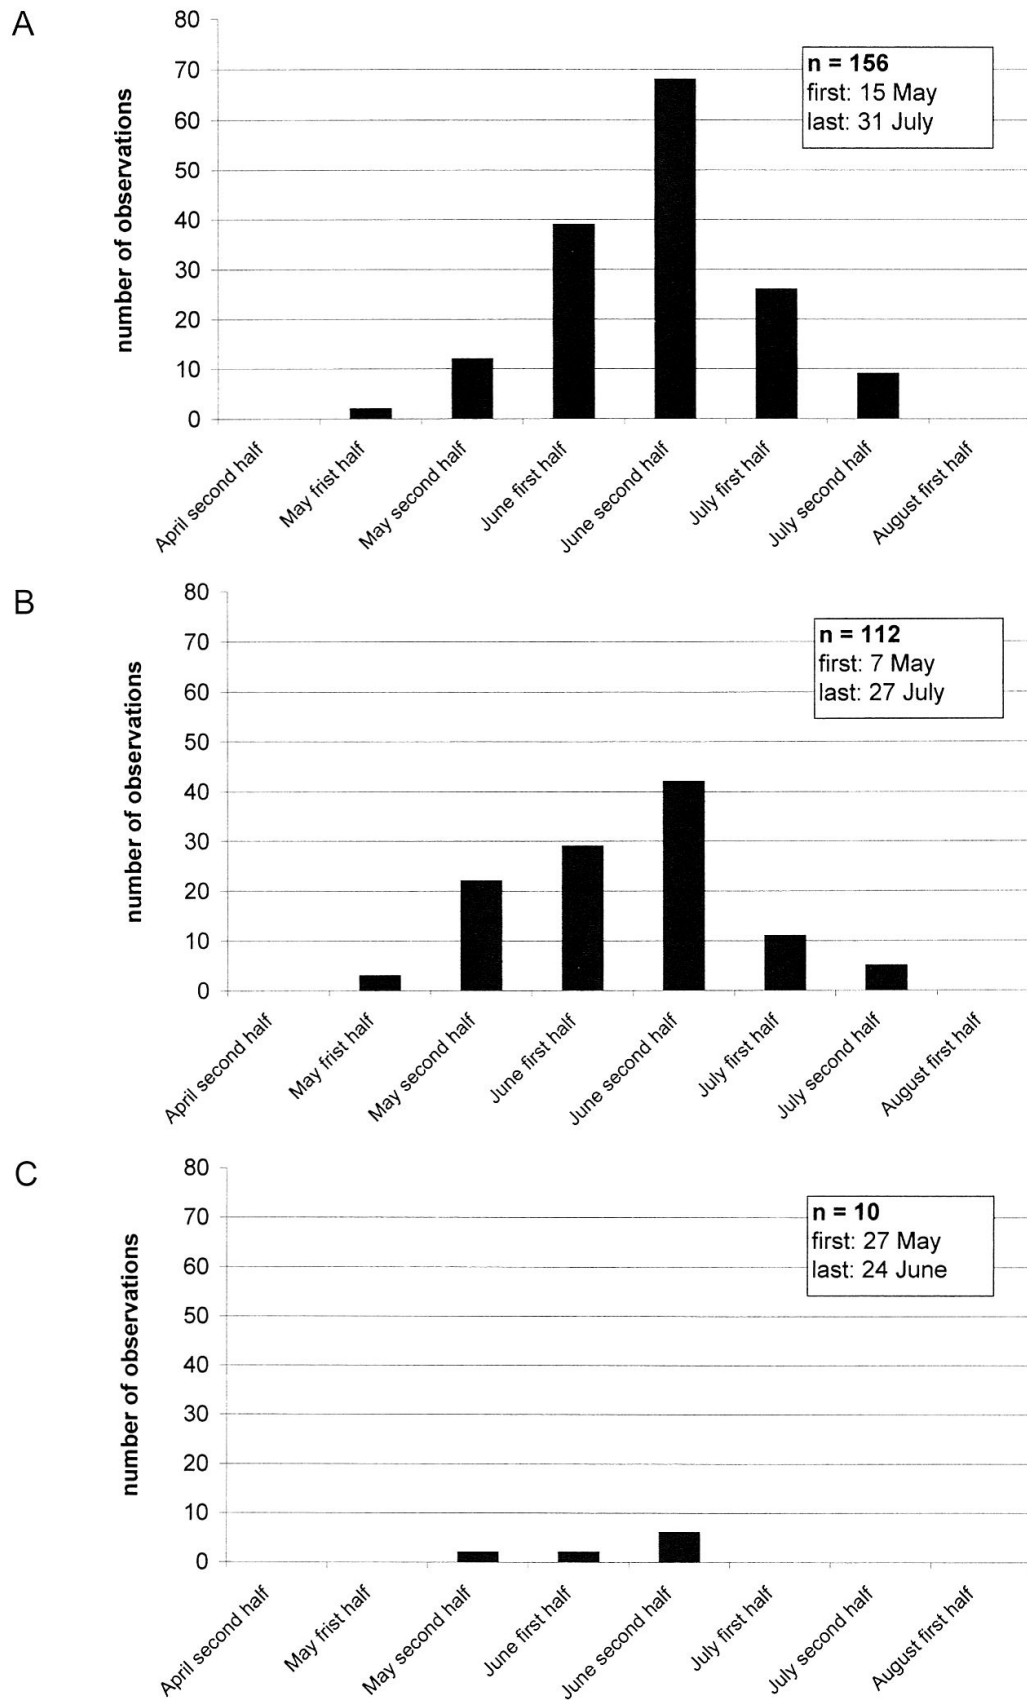 A
80
70
60
50
40
30
20
10
0
number of observations
n = 156
first: 15 May
last: 31 July
April second half
May frist half
May second half
June first half
June second half
July first half
July second half
August first half
B
80
70
60
50
40
30
20
10
0
number of observations
n = 112
first: 7 May
last: 27 July
April second half
May frist half
May second half
June first half
June second half
July first half
July second half
August first half
C
80
70
60
50
40
30
20
10
0
number of observations
n = 10
first: 27 May
last: 24 June
April second half
May frist half
May second half
June first half
June second half
July first half
July second half
August first half